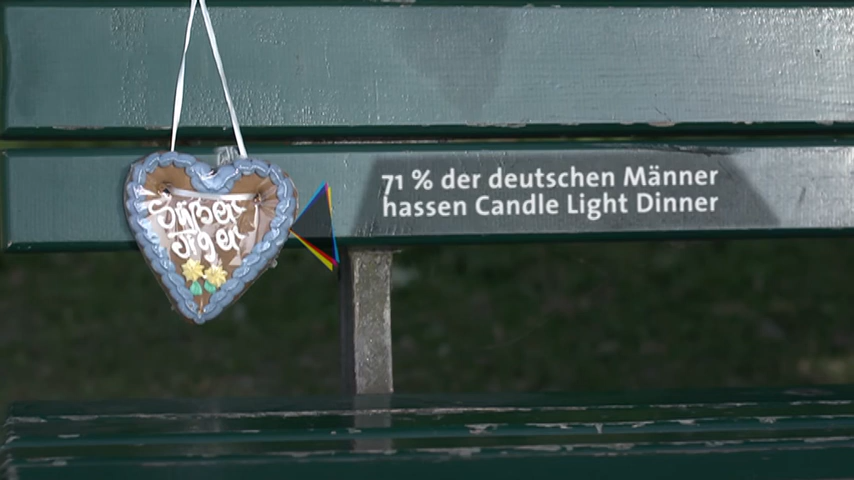 Süßer
Tiger
71 % der deutschen Männer
hassen Candle Light Dinner